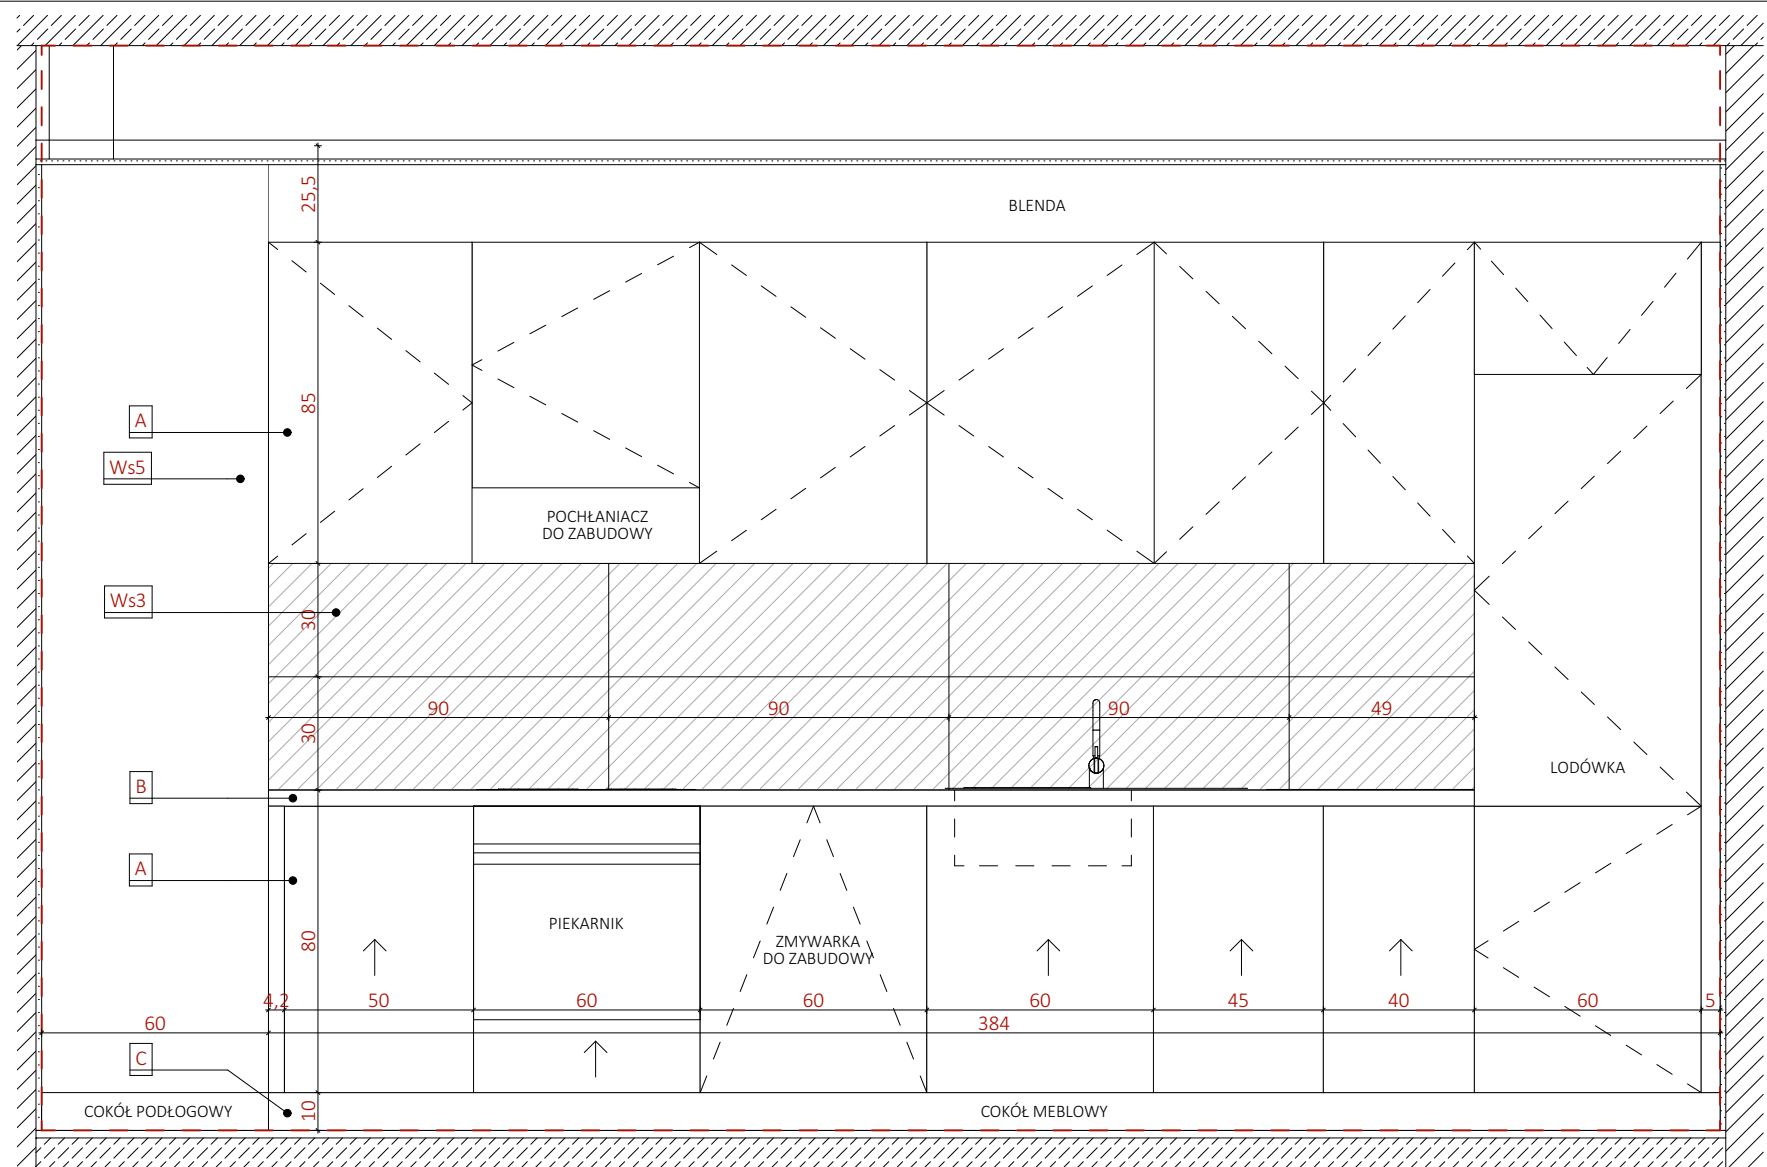 25,5
BLENDA
85
A
Ws5
POCHŁANIACZ
DO ZABUDOWY
Ws3
30
90
90
90
49
30
LODÓWKA
B
A
PIEKARNIK
80
ZMYWARKA
DO ZABUDOWY
4,2
50
60
60
60
45
40
60
5
60
384
C
COKÓŁ PODŁOGOWY
10
COKÓŁ MEBLOWY